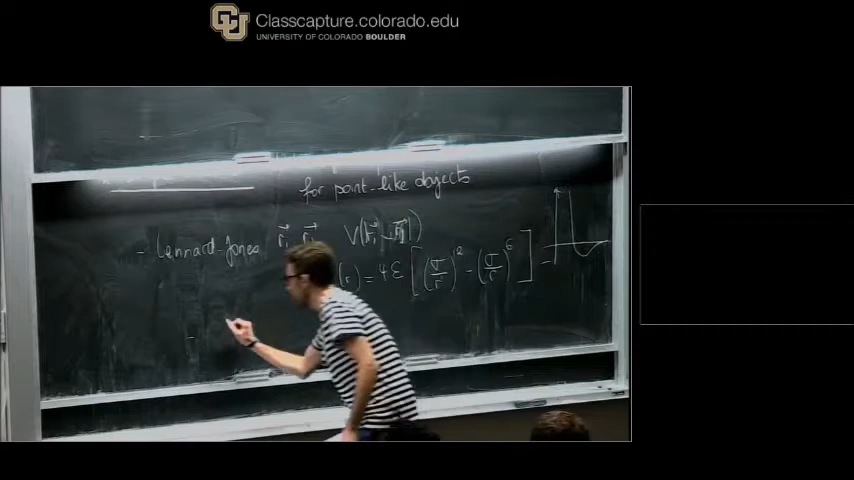 Classcapture.colorado.edu
UNIVERSITY OF COLORADO BOULDER
for point-like objects
- Lennard-Jones
(r) = 4ε [ (σ/r)^12 - (σ/r)^6 ]